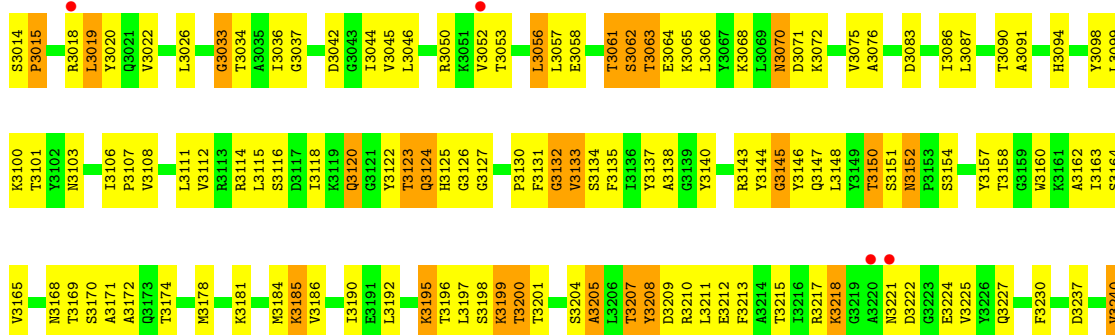 S3014 P3015 R3018 L3019 Y3020 Q3021 V3022 L3026 G3033 T3034 A3035 I3036 G3037 D3042 G3043 I3044 V3045 L3046 R3050 K3051 V3052 T3053 L3056 L3057 E3058 T3061 S3062 T3063 E3064 K3065 L3066 Y3067 K3068 L3069 N3070 D3071 K3072 V3075 A3076 D3083 I3086 L3087 T3090 A3091 H3094 Y3098 L3099
K3100 T3101 Y3102 N3103 I3106 P3107 V3108 L3111 V3112 R3113 R3114 L3115 S3116 D3117 I3118 K3119 Q3120 G3121 Y3122 T3123 Q3124 H3125 G3126 G3127 P3130 F3131 G3132 V3133 S3134 F3135 I3136 Y3137 A3138 G3139 Y3140 R3143 Y3144 G3145 Y3146 Q3147 L3148 Y3149 T3150 S3151 N3152 P3153 S3154 Y3157 T3158 G3159 W3160 K3161 A3162 I3163 S3164
V3165 N3168 T3169 S3170 A3171 A3172 Q3173 T3174 M3178 K3181 M3184 K3185 V3186 I3190 E3191 L3192 K3195 T3196 L3197 S3198 K3199 T3200 T3201 S3204 A3205 L3206 T3207 Y3208 D3209 R3210 L3211 E3212 F3213 A3214 T3215 I3216 R3217 K3218 G3219 A3220 N3221 D3222 G3223 E3224 V3225 Y3226 Q3227 F3230 D3237